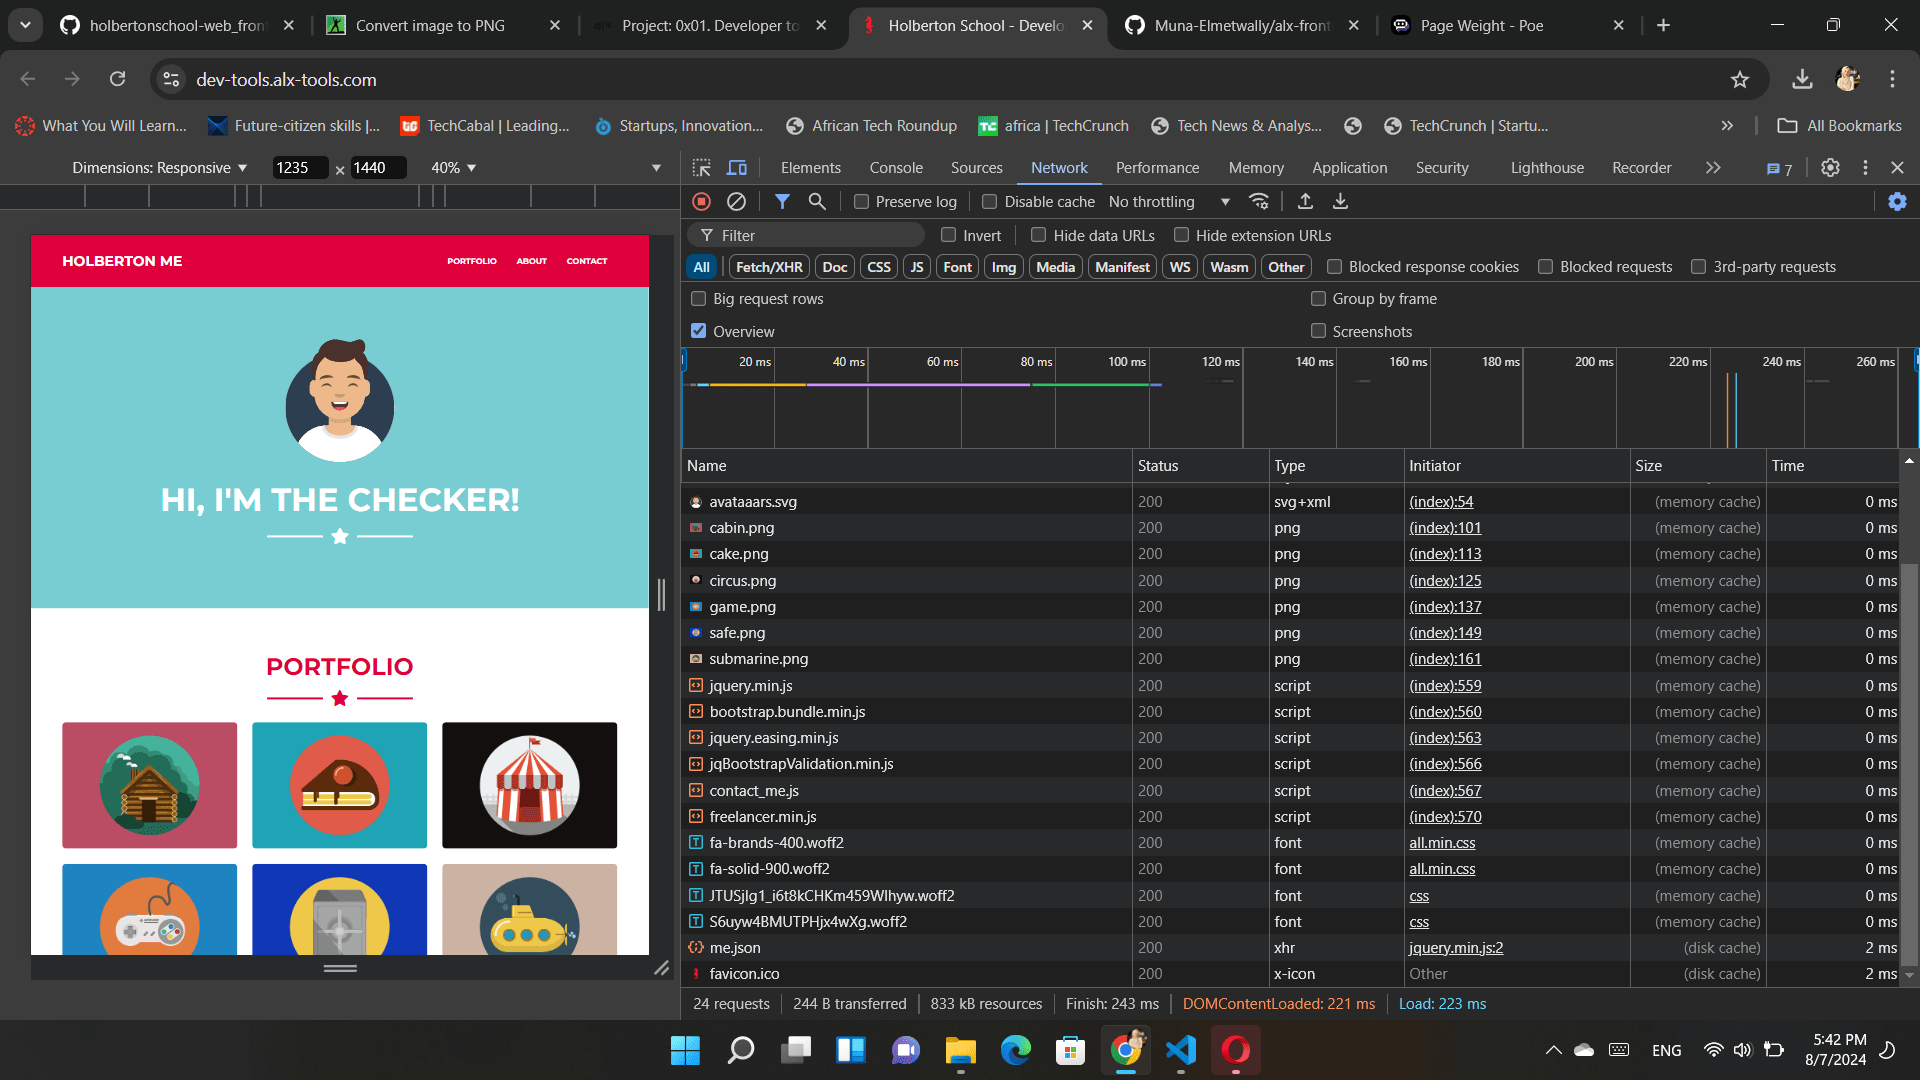 holbertonschool-web_front
Convert image to PNG
Project: 0x01. Developer to
Holberton School - Develo
Muna-Elmetwally/alx-front
Page Weight - Poe
dev-tools.alx-tools.com
What You Will Learn...
Future-citizen skills |...
TechCabal | Leading...
Startups, Innovation...
African Tech Roundup
africa | TechCrunch
Tech News & Analys...
TechCrunch | Startu...
All Bookmarks
Dimensions: Responsive
1235 × 1440
40%
Elements
Console
Sources
Network
Performance
Memory
Application
Security
Lighthouse
Recorder
7
Preserve log
Disable cache
No throttling
Filter
Invert
Hide data URLs
Hide extension URLs
All
Fetch/XHR
Doc
CSS
JS
Font
Img
Media
Manifest
WS
Wasm
Other
Blocked response cookies
Blocked requests
3rd-party requests
Big request rows
Group by frame
Overview
Screenshots
20 ms 40 ms 60 ms 80 ms 100 ms 120 ms 140 ms 160 ms 180 ms 200 ms 220 ms 240 ms 260 ms
Name Status Type Initiator Size Time
avataaars.svg 200 svg+xml (index):54 (memory cache) 0 ms
cabin.png 200 png (index):101 (memory cache) 0 ms
cake.png 200 png (index):113 (memory cache) 0 ms
circus.png 200 png (index):125 (memory cache) 0 ms
game.png 200 png (index):137 (memory cache) 0 ms
safe.png 200 png (index):149 (memory cache) 0 ms
submarine.png 200 png (index):161 (memory cache) 0 ms
jquery.min.js 200 script (index):559 (memory cache) 0 ms
bootstrap.bundle.min.js 200 script (index):560 (memory cache) 0 ms
jquery.easing.min.js 200 script (index):563 (memory cache) 0 ms
jqBootstrapValidation.min.js 200 script (index):566 (memory cache) 0 ms
contact_me.js 200 script (index):567 (memory cache) 0 ms
freelancer.min.js 200 script (index):570 (memory cache) 0 ms
fa-brands-400.woff2 200 font all.min.css (memory cache) 0 ms
fa-solid-900.woff2 200 font all.min.css (memory cache) 0 ms
JTUSjIg1_i6t8kCHKm459Wlhyw.woff2 200 font css (memory cache) 0 ms
S6uyw4BMUTPHjx4wXg.woff2 200 font css (memory cache) 0 ms
me.json 200 xhr jquery.min.js:2 (disk cache) 2 ms
favicon.ico 200 x-icon Other (disk cache) 2 ms
24 requests
244 B transferred
833 kB resources
Finish: 243 ms
DOMContentLoaded: 221 ms
Load: 223 ms
HOLBERTON ME
PORTFOLIO
ABOUT
CONTACT
HI, I'M THE CHECKER!
PORTFOLIO
ENG
5:42 PM
8/7/2024